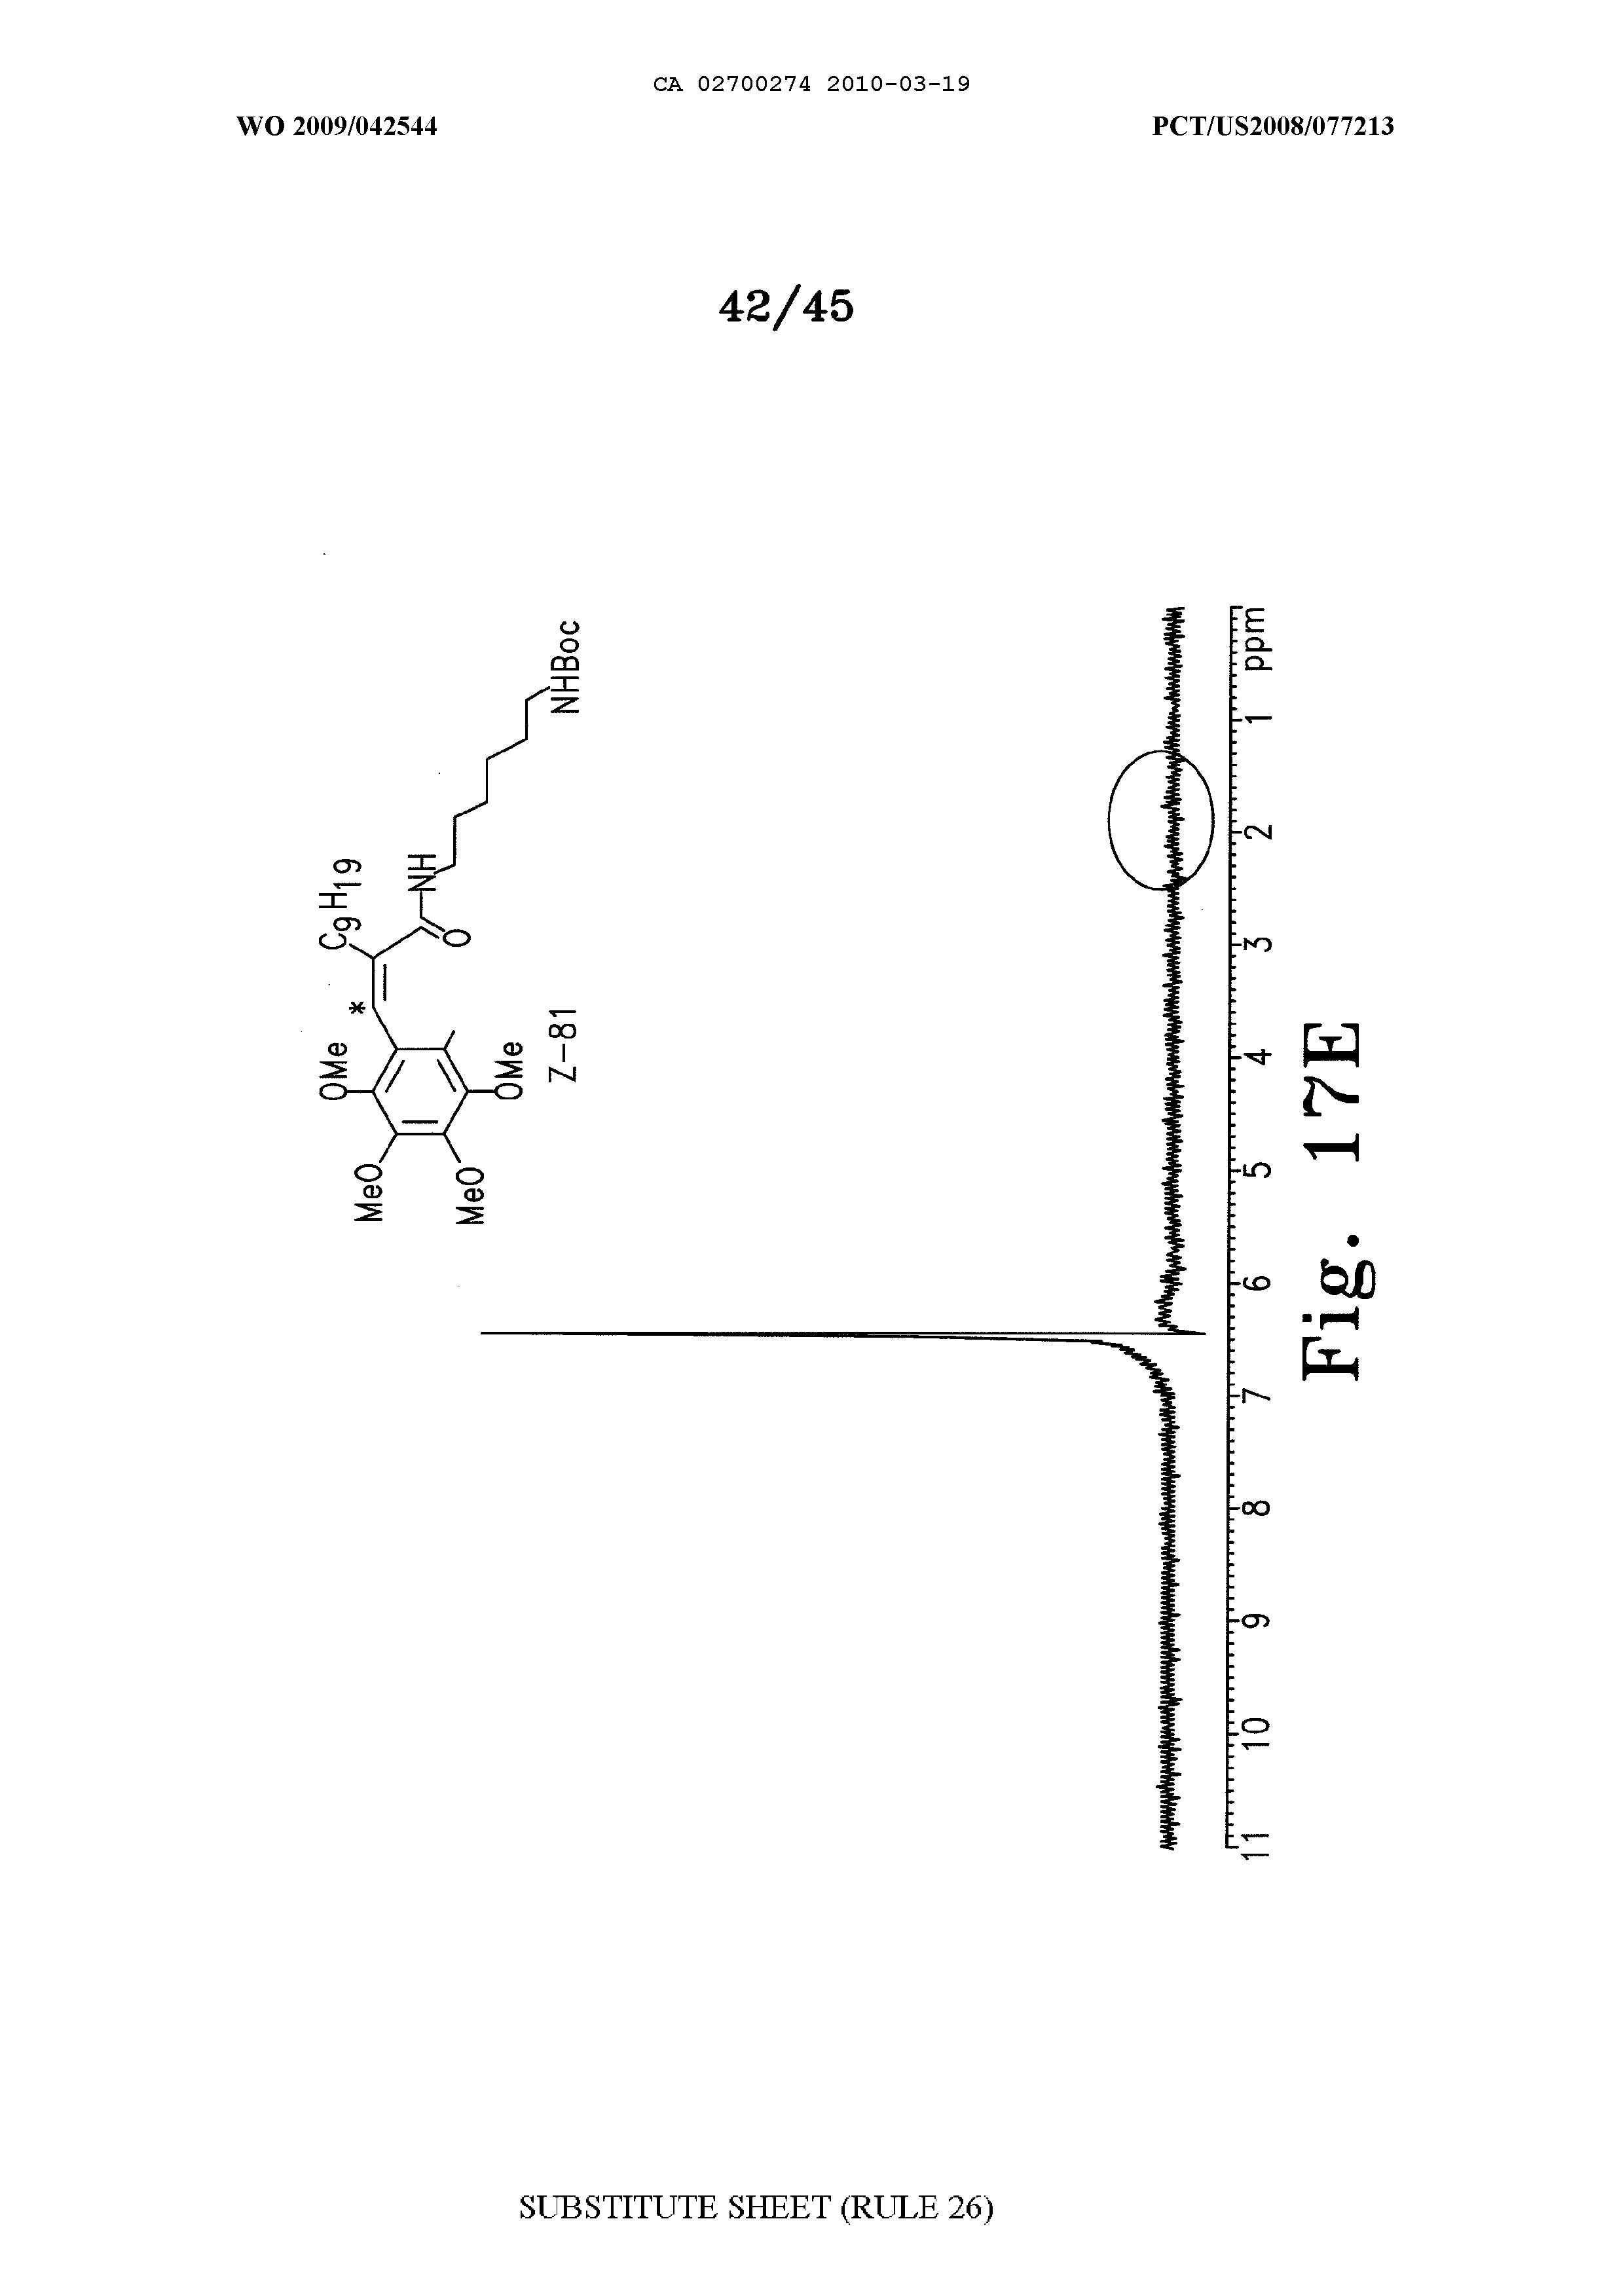 CA 02700274 2010-03-19
WO 2009/042544 PCT/US2008/077213
42/45
OMe
MeO
MeO
OMe
*
C9H19
O
NH
NHBoc
Z-81
11 10 9 8 7 6 5 4 3 2 1 ppm
Fig. 17E
SUBSTITUTE SHEET (RULE 26)